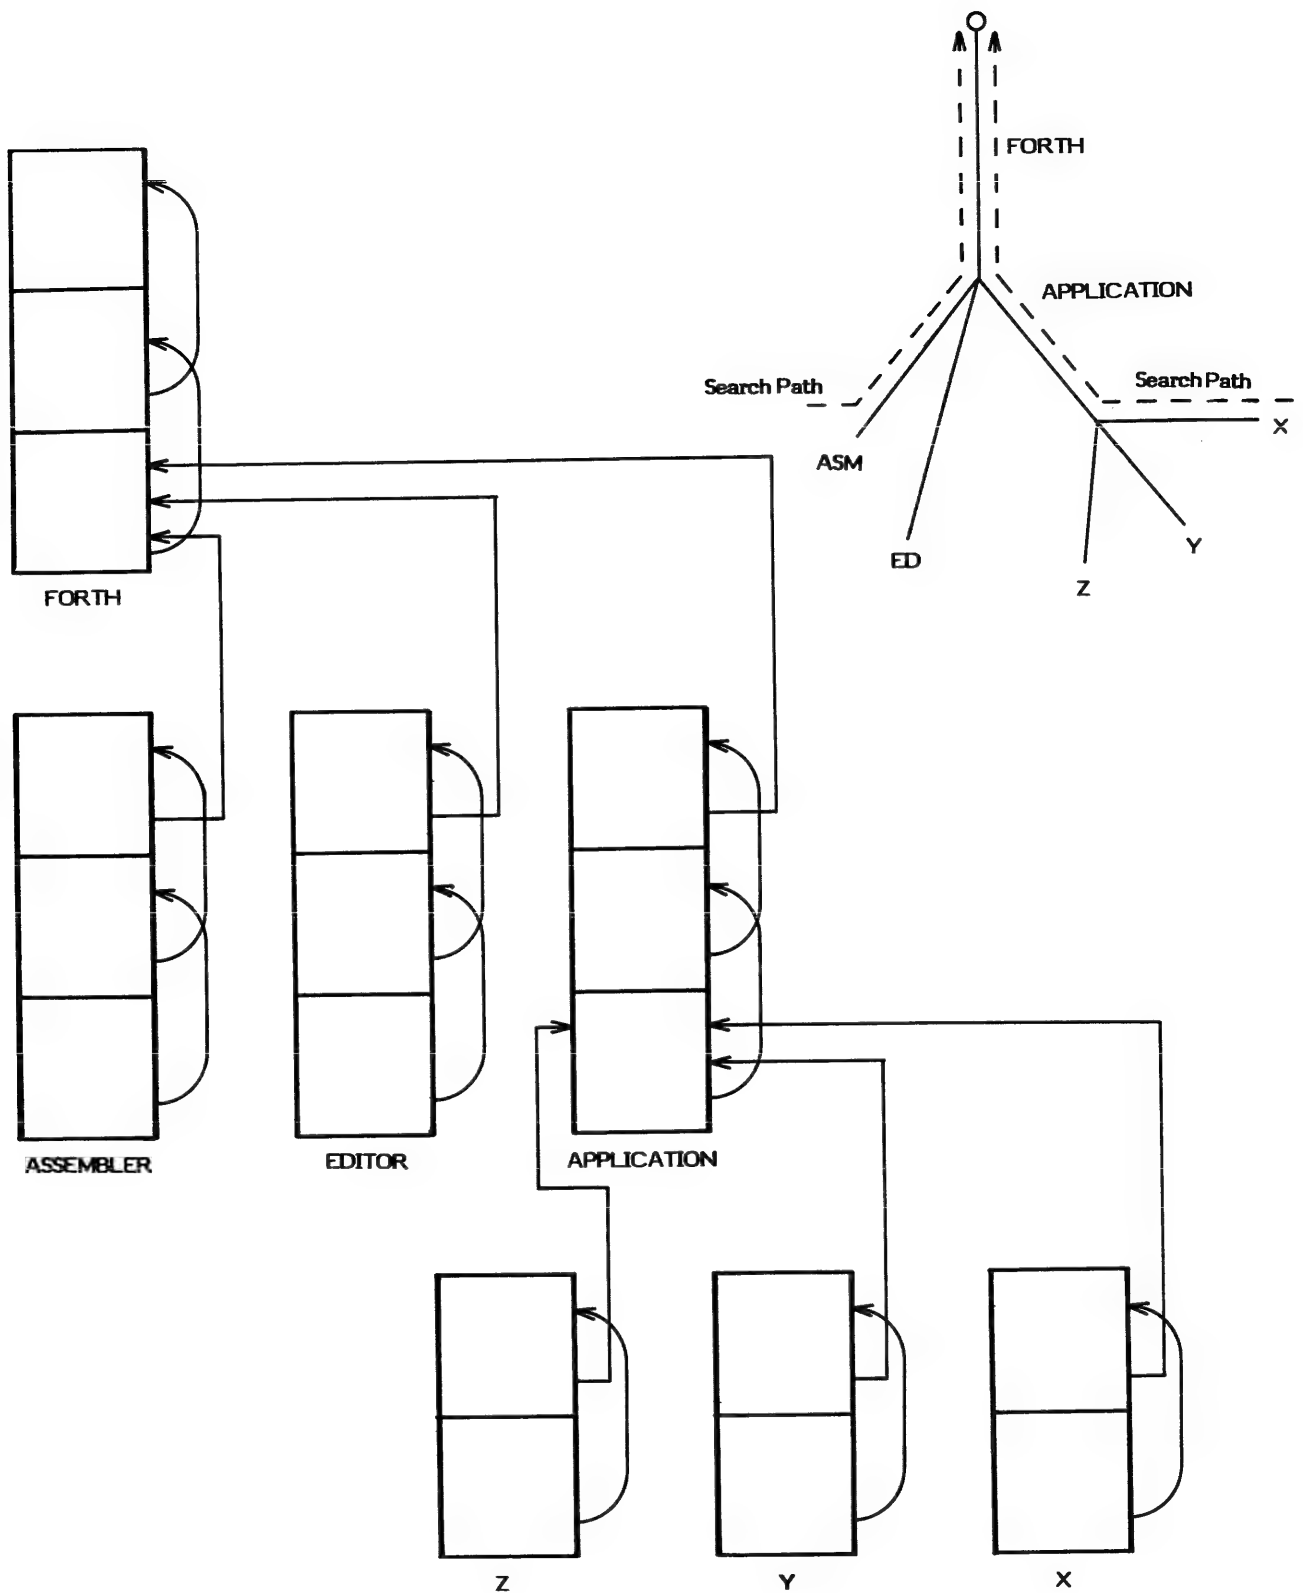 FORTH
APPLICATION
Search Path
Search Path
X
ASM
Y
ED
Z
FORTH
ASSEMBLER
EDITOR
APPLICATION
Z
Y
X